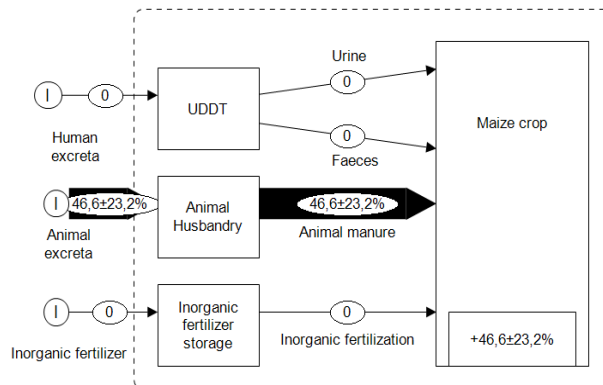 Urine
I
0
0
UDDT
Maize crop
Human
excreta
0
Faeces
I
46,6±23,2%
Animal
Husbandry
46,6±23,2%
Animal
excreta
Animal manure
I
0
Inorganic
fertilizer
storage
0
Inorganic fertilizer
Inorganic fertilization
+46,6±23,2%